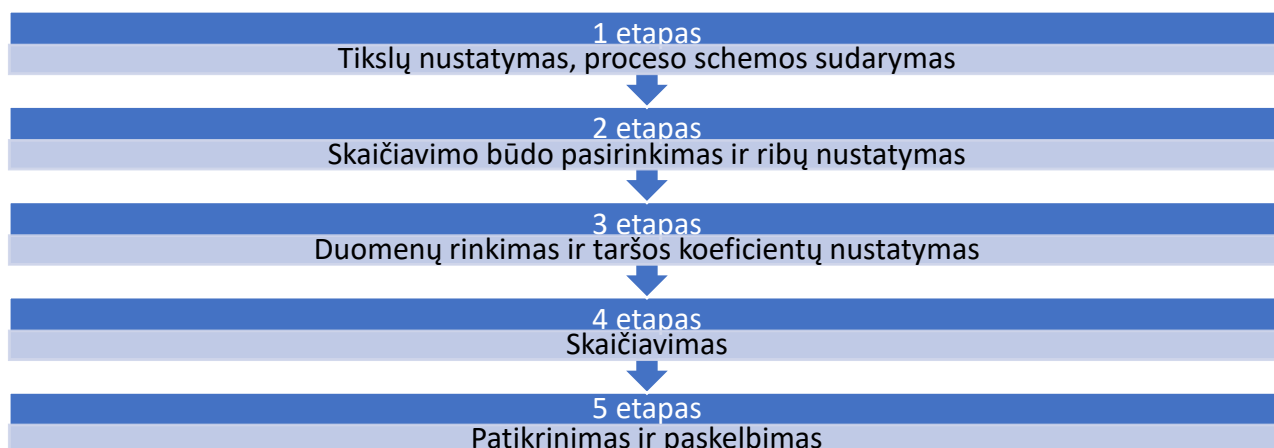 1 etapas
Tikslų nustatymas, proceso schemos sudarymas
2 etapas
Skaičiavimo būdo pasirinkimas ir ribų nustatymas
3 etapas
Duomenų rinkimas ir taršos koeficientų nustatymas
4 etapas
Skaičiavimas
5 etapas
Patikrinimas ir paskelbimas